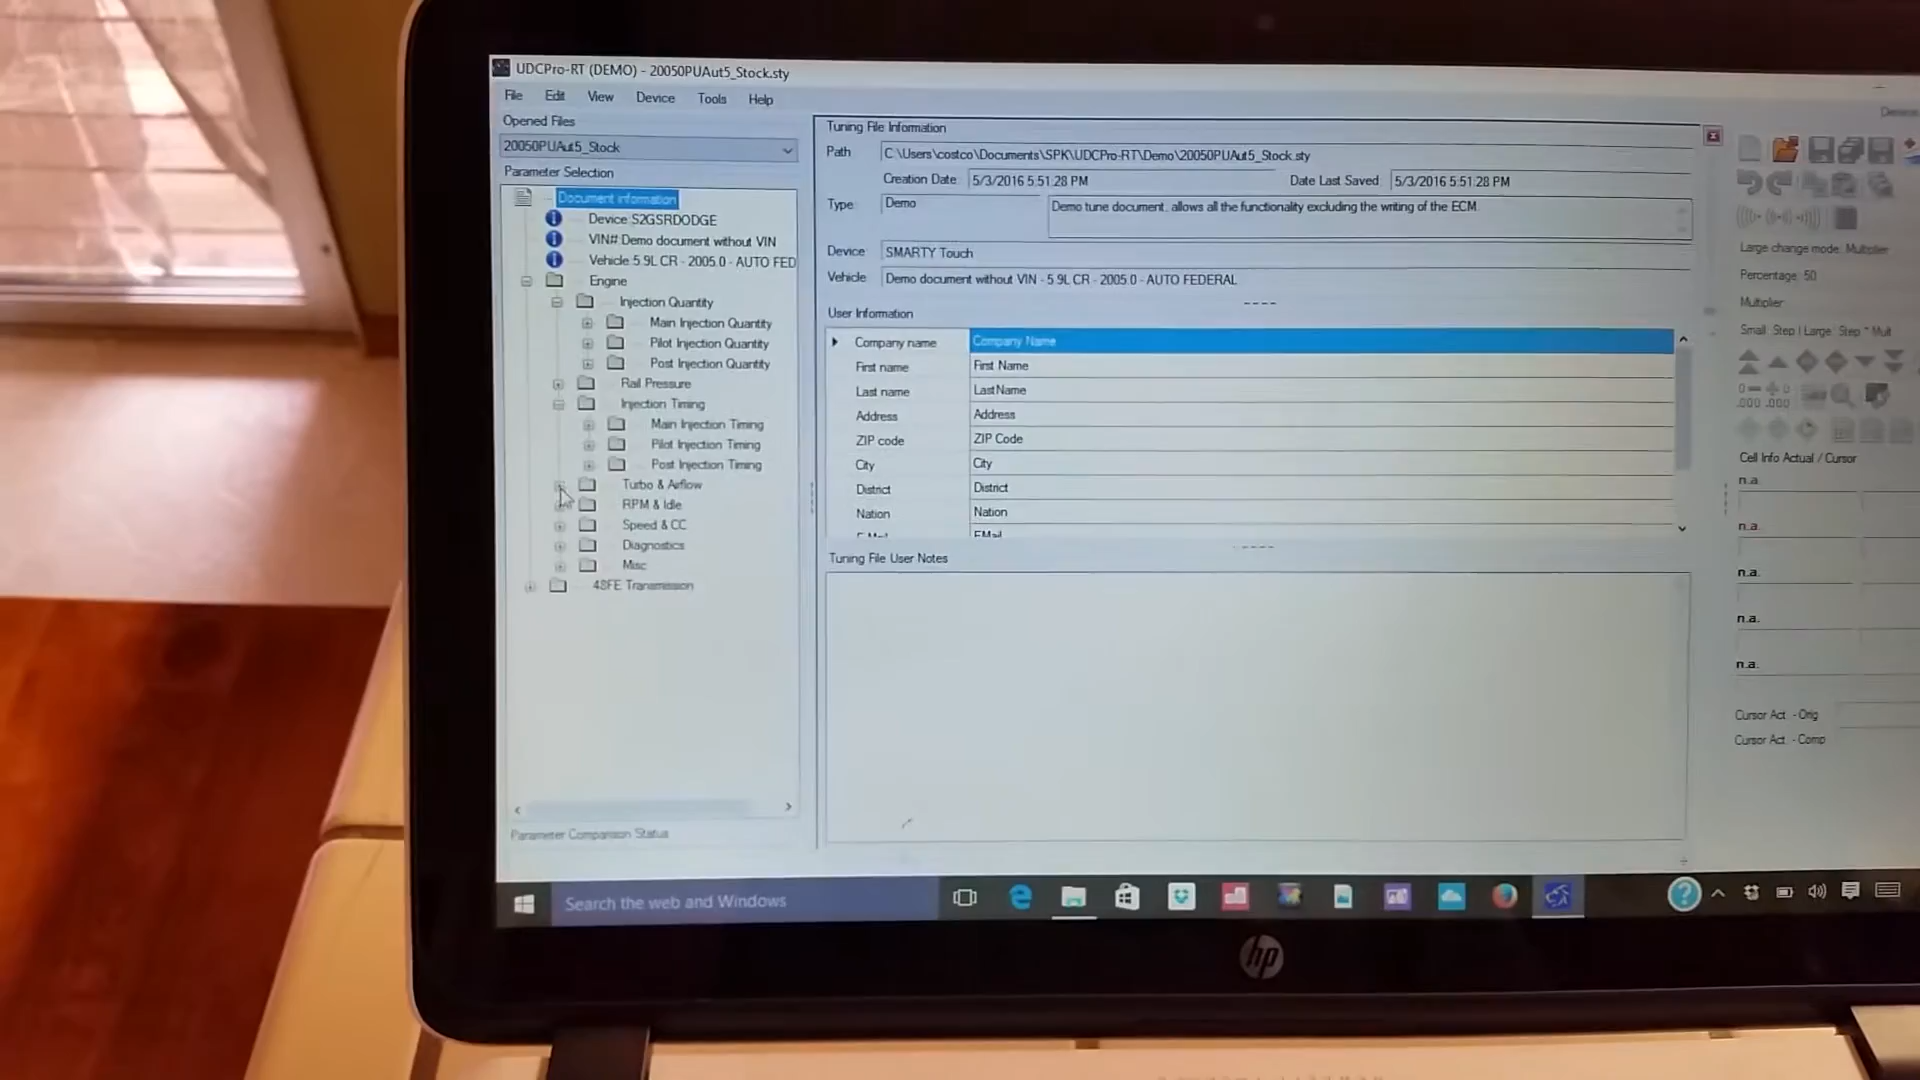 UDCPro-RT (DEMO) - 20050PUAut5_Stock.sty
File Edit View Device Tools Help
Opened Files
20050PUAut5_Stock
Parameter Selection
Document information
Device S2GSRDODGE
VIN# Demo document without VIN
Vehicle 5.9L CR - 2005.0 - AUTO FED
Engine
Injection Quantity
Main Injection Quantity
Pilot Injection Quantity
Post Injection Quantity
Rail Pressure
Injection Timing
Main Injection Timing
Pilot Injection Timing
Post Injection Timing
Turbo & Airflow
RPM & Idle
Speed & CC
Diagnostics
Misc
48FE Transmission
Parameter Comparison Status
Tuning File Information
Path C:\Users\costco\Documents\SPK\UDCPro-RT\Demo\20050PUAut5_Stock.sty
Creation Date 5/3/2016 5:51:28 PM Date Last Saved 5/3/2016 5:51:28 PM
Type Demo Demo tune document, allows all the functionality excluding the writing of the ECM.
Device: SMARTY Touch
Vehicle Demo document without VIN - 5.9L CR - 2005.0 - AUTO FEDERAL
User Information
Company name Company Name
First name First Name
Last name LastName
Address Address
ZIP code ZIP Code
City City
District District
Nation Nation
EMail
Tuning File User Notes
Large change mode: Multiplier
Percentage: 50
Multiplier
Small: Step | Large: Step * Mult
Cell Info Actual / Cursor
n.a.
n.a.
n.a.
n.a.
n.a.
Cursor Act. - Orig
Cursor Act. - Comp
Search the web and Windows
hp